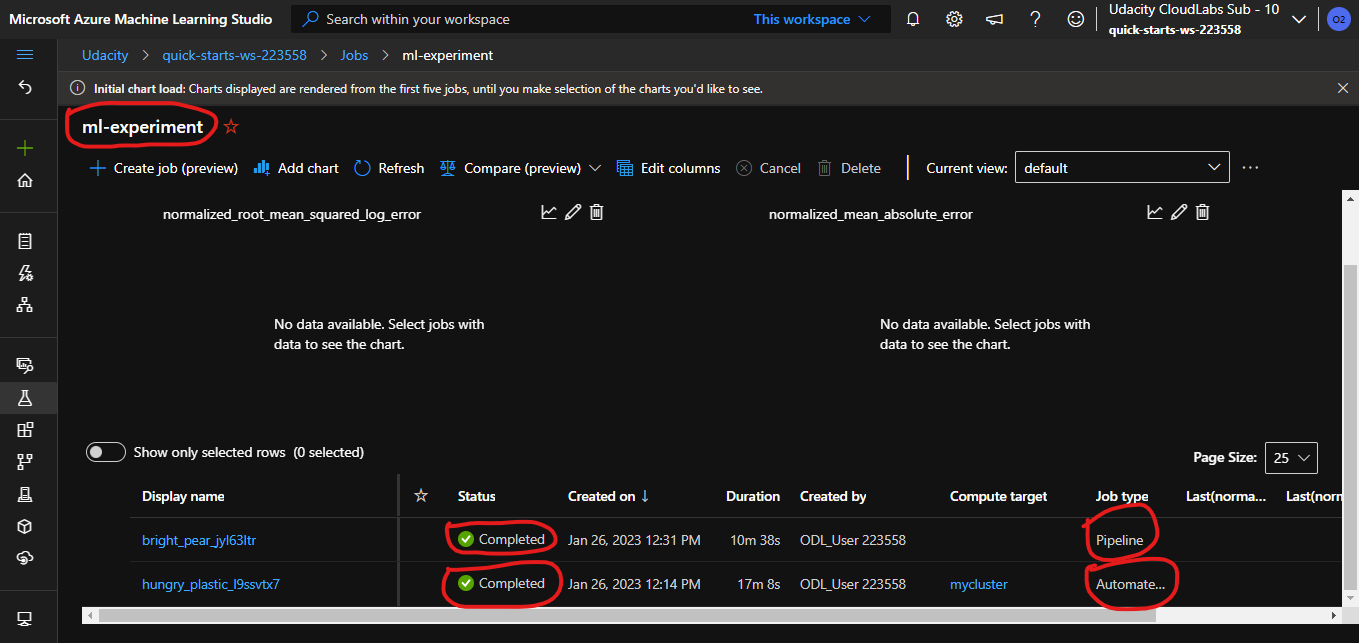 Microsoft Azure Machine Learning Studio
Search within your workspace
This workspace
Udacity CloudLabs Sub - 10
quick-starts-ws-223558
O2
Udacity > quick-starts-ws-223558 > Jobs > ml-experiment
Initial chart load: Charts displayed are rendered from the first five jobs, until you make selection of the charts you'd like to see.
ml-experiment
Create job (preview) Add chart Refresh Compare (preview) Edit columns Cancel Delete Current view: default
normalized_root_mean_squared_log_error
normalized_mean_absolute_error
No data available. Select jobs with
data to see the chart.
No data available. Select jobs with
data to see the chart.
Show only selected rows (0 selected)
Page Size: 25
Display name Status Created on ↓ Duration Created by Compute target Job type Last(norma... Last(norn
bright_pear_jyl63ltr Completed Jan 26, 2023 12:31 PM 10m 38s ODL_User 223558 Pipeline
hungry_plastic_l9ssvtx7 Completed Jan 26, 2023 12:14 PM 17m 8s ODL_User 223558 mycluster Automate...